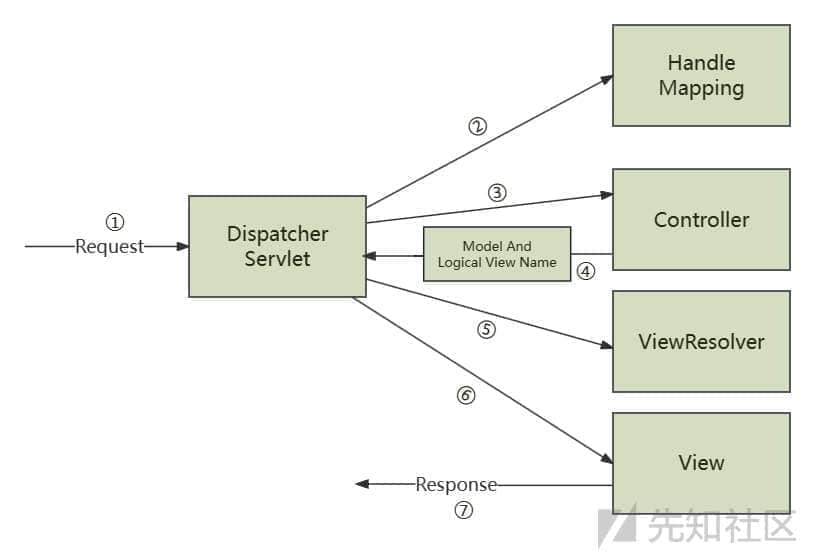 Handle
Mapping
②
①
Request
Dispatcher
Servlet
③
Controller
Model And
Logical View Name
④
⑤
ViewResolver
⑥
View
Response
⑦
先知社区